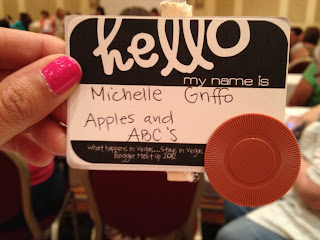 hello
my name is
Michelle Griffo
Apples and
ABC's
What happens in Vegas....Stays in Vegas
Blogger Meet up 2012